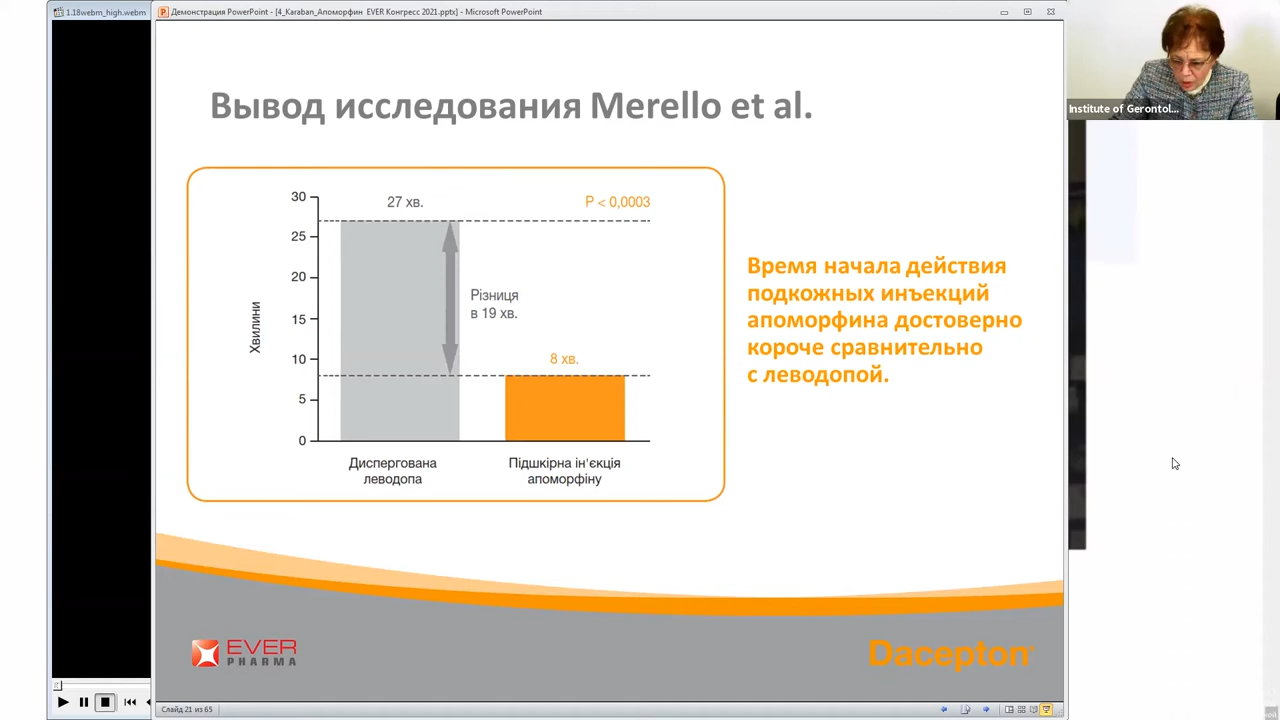 1.18webm_high.webm
Демонстрация PowerPoint - [4_Karaban_Апоморфин EVER Конгресс 2021.pptx] - Microsoft PowerPoint
Institute of Gerontol...
Вывод исследования Merello et al.
30
25
20
15
10
5
0
Хвилини
27 хв.
P < 0,0003
Різниця
в 19 хв.
8 хв.
Диспергована
леводопа
Підшкірна ін'єкція
апоморфіну
Время начала действия
подкожных инъекций
апоморфина достоверно
короче сравнительно
с леводопой.
EVER
PHARMA
Dacepton®
Слайд 21 из 65